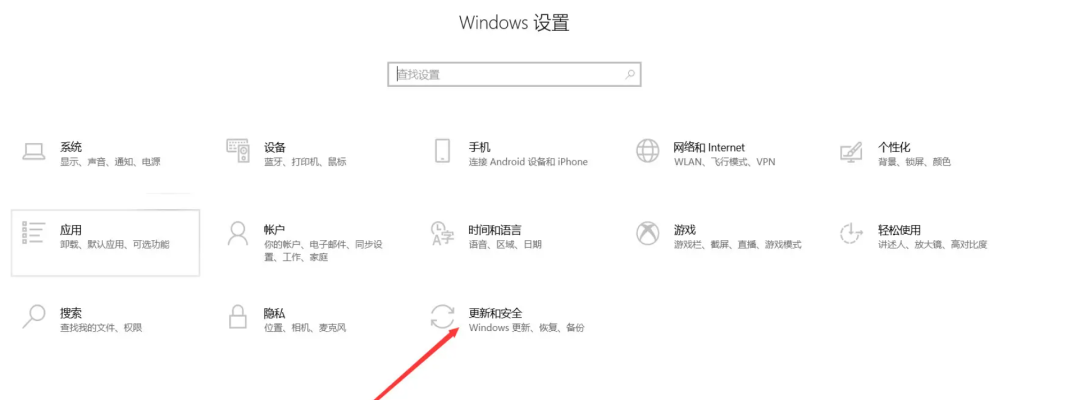 Windows 设置
查找设置
系统
显示、声音、通知、电源
设备
蓝牙、打印机、鼠标
手机
连接 Android 设备和 iPhone
网络和 Internet
WLAN、飞行模式、VPN
个性化
背景、锁屏、颜色
应用
卸载、默认应用、可选功能
帐户
你的帐户、电子邮件、同步设
置、工作、家庭
时间和语言
语音、区域、日期
游戏
游戏栏、截屏、直播、游戏模式
轻松使用
讲述人、放大镜、高对比度
搜索
查找我的文件、权限
隐私
位置、相机、麦克风
更新和安全
Windows 更新、恢复、备份